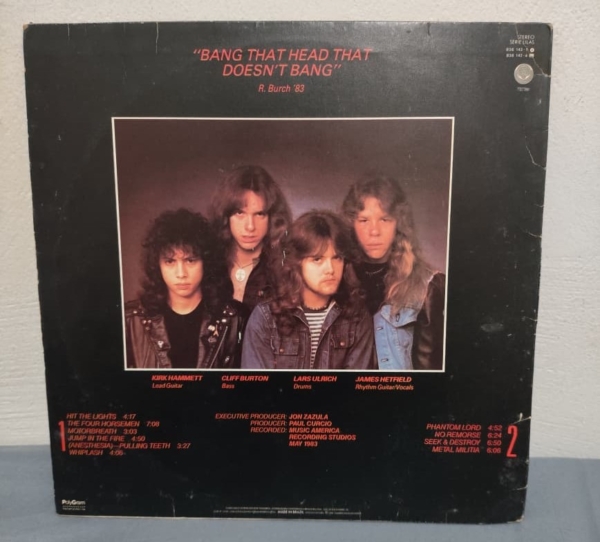 "BANG THAT HEAD THAT
DOESN'T BANG"
R. Burch '83
STEREO
SERIE LILAS
KIRK HAMMETT
Lead Guitar
CLIFF BURTON
Bass
LARS ULRICH
Drums
JAMES HETFIELD
Rhythm Guitar/Vocals
1
HIT THE LIGHTS 4:17
THE FOUR HORSEMEN 7:08
MOTORBREATH 3:03
JUMP IN THE FIRE 4:50
(ANESTHESIA)—PULLING TEETH 3:27
WHIPLASH 4:06
EXECUTIVE PRODUCER: JON ZAZULA
PRODUCER: PAUL CURCIO
RECORDED: MUSIC AMERICA
RECORDING STUDIOS
MAY 1983
PHANTOM LORD 4:52
NO REMORSE 6:24
SEEK & DESTROY 6:50
METAL MILITIA 6:06
2
PolyGram